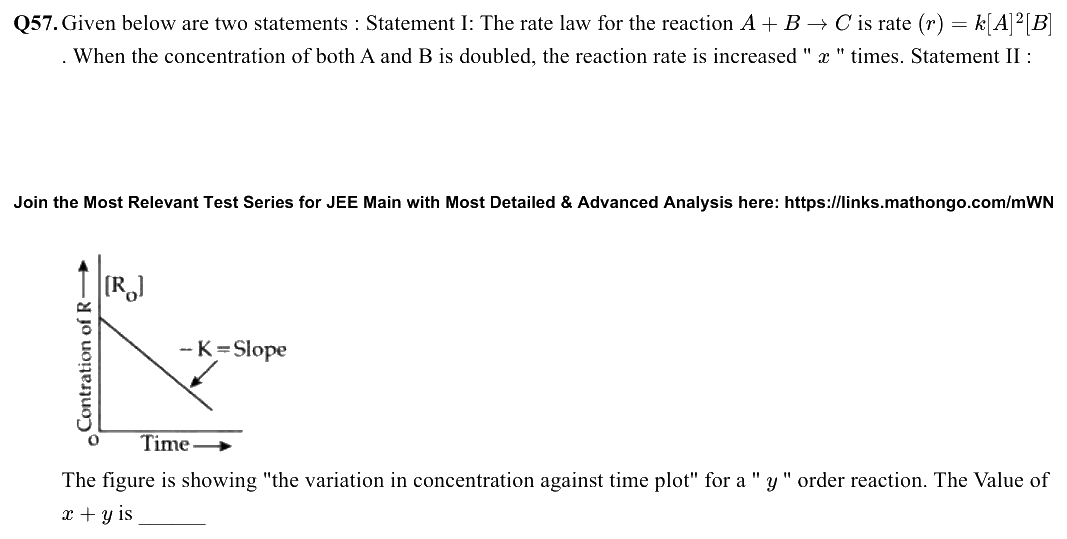 Q57. Given below are two statements : Statement I: The rate law for the reaction A + B → C is rate (r) = k[A]²[B]
. When the concentration of both A and B is doubled, the reaction rate is increased " x " times. Statement II :
Join the Most Relevant Test Series for JEE Main with Most Detailed & Advanced Analysis here: https://links.mathongo.com/mWN
[R₀]
Contration of R
– K = Slope
O
Time
The figure is showing "the variation in concentration against time plot" for a " y " order reaction. The Value of
x + y is ______